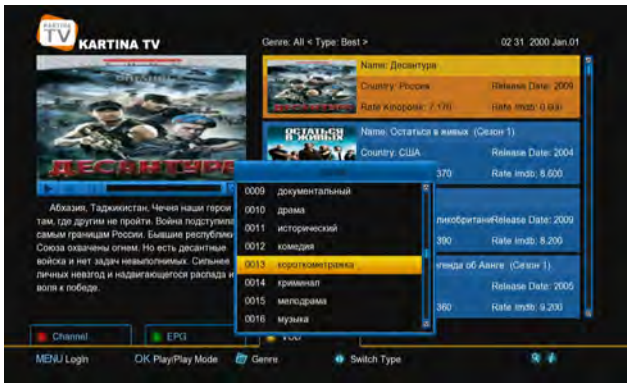 KARTINA
TV
KARTINA TV
Genre: All < Type: Best >
02 31 2000 Jan.01
ДЕСАНТУРА
Name: Десантура
Country: Россия
Release Date: 2009
Rate Kinopoisk: 7.170
Rate Imdb:
ОСТАТЬСЯ
В ЖИВЫХ
Name: Остаться в живых (Сезон 1)
Country: США
Release Date: 2004
370
Rate Imdb: 8.600
ликобритания
Release Date: 2009
390
Rate Imdb: 8.200
генда об Аанге (Сезон 1)
Release Date: 2005
360
Rate Imdb: 9.200
Абхазия, Таджикистан, Чечня наши герои
там, где другим не пройти. Война подступила
самым границам России. Бывшие республики
Союза охвачены огнем. Но есть десантные
войска и нет задач невыполнимых. Сильнее
личных невзгод и надвигающегося распада и
воля к победе.
0009 документальный
0010 драма
0011 исторический
0012 комедия
0013 короткометражка
0014 криминал
0015 мелодрама
0016 музыка
Channel
EPG
VOD
MENU Login
OK Play/Play Mode
Genre
Switch Type